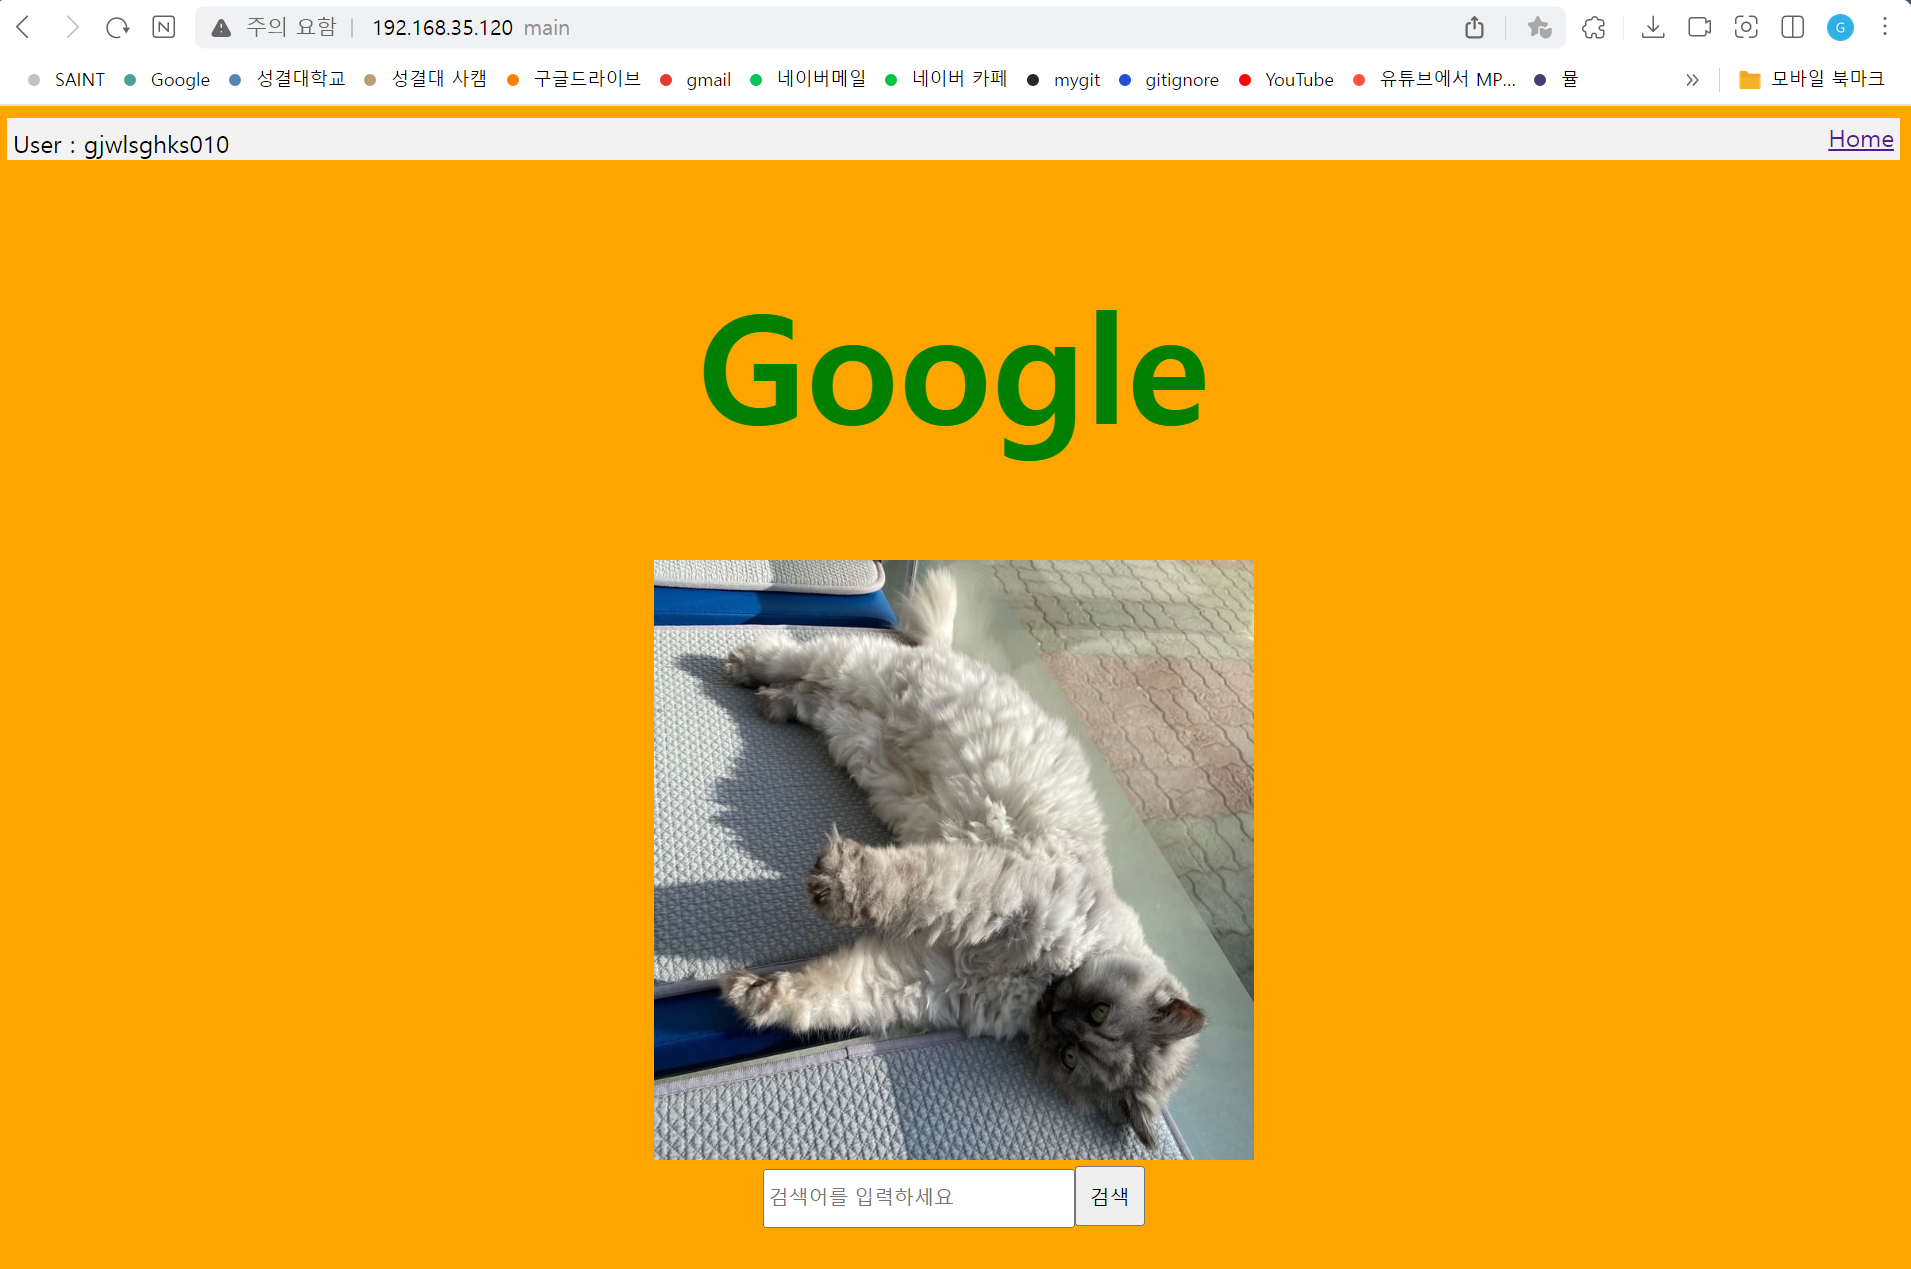 주의 요함 | 192.168.35.120 main
SAINT Google 성결대학교 성결대 사캠 구글드라이브 gmail 네이버메일 네이버 카페 mygit gitignore YouTube 유튜브에서 MP... 뮬 » 모바일 북마크
User : gjwlsghks010 Home
Google
검색어를 입력하세요 검색